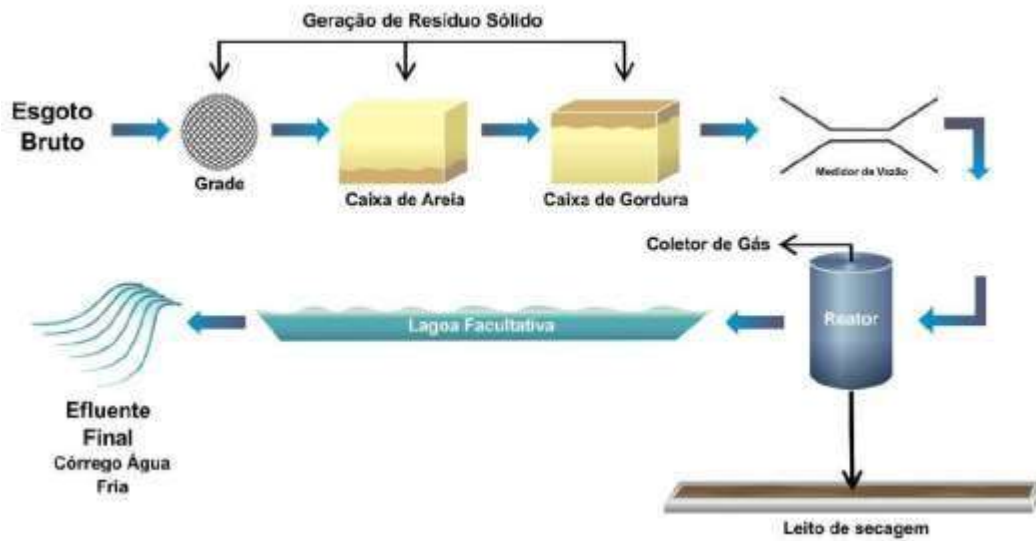 Geração de Resíduo Sólido
Esgoto
Bruto
Grade
Caixa de Areia
Caixa de Gordura
Medidor de Vazão
Coletor de Gás
Reator
Lagoa Facultativa
Efluente
Final
Córrego Água
Fria
Leito de secagem